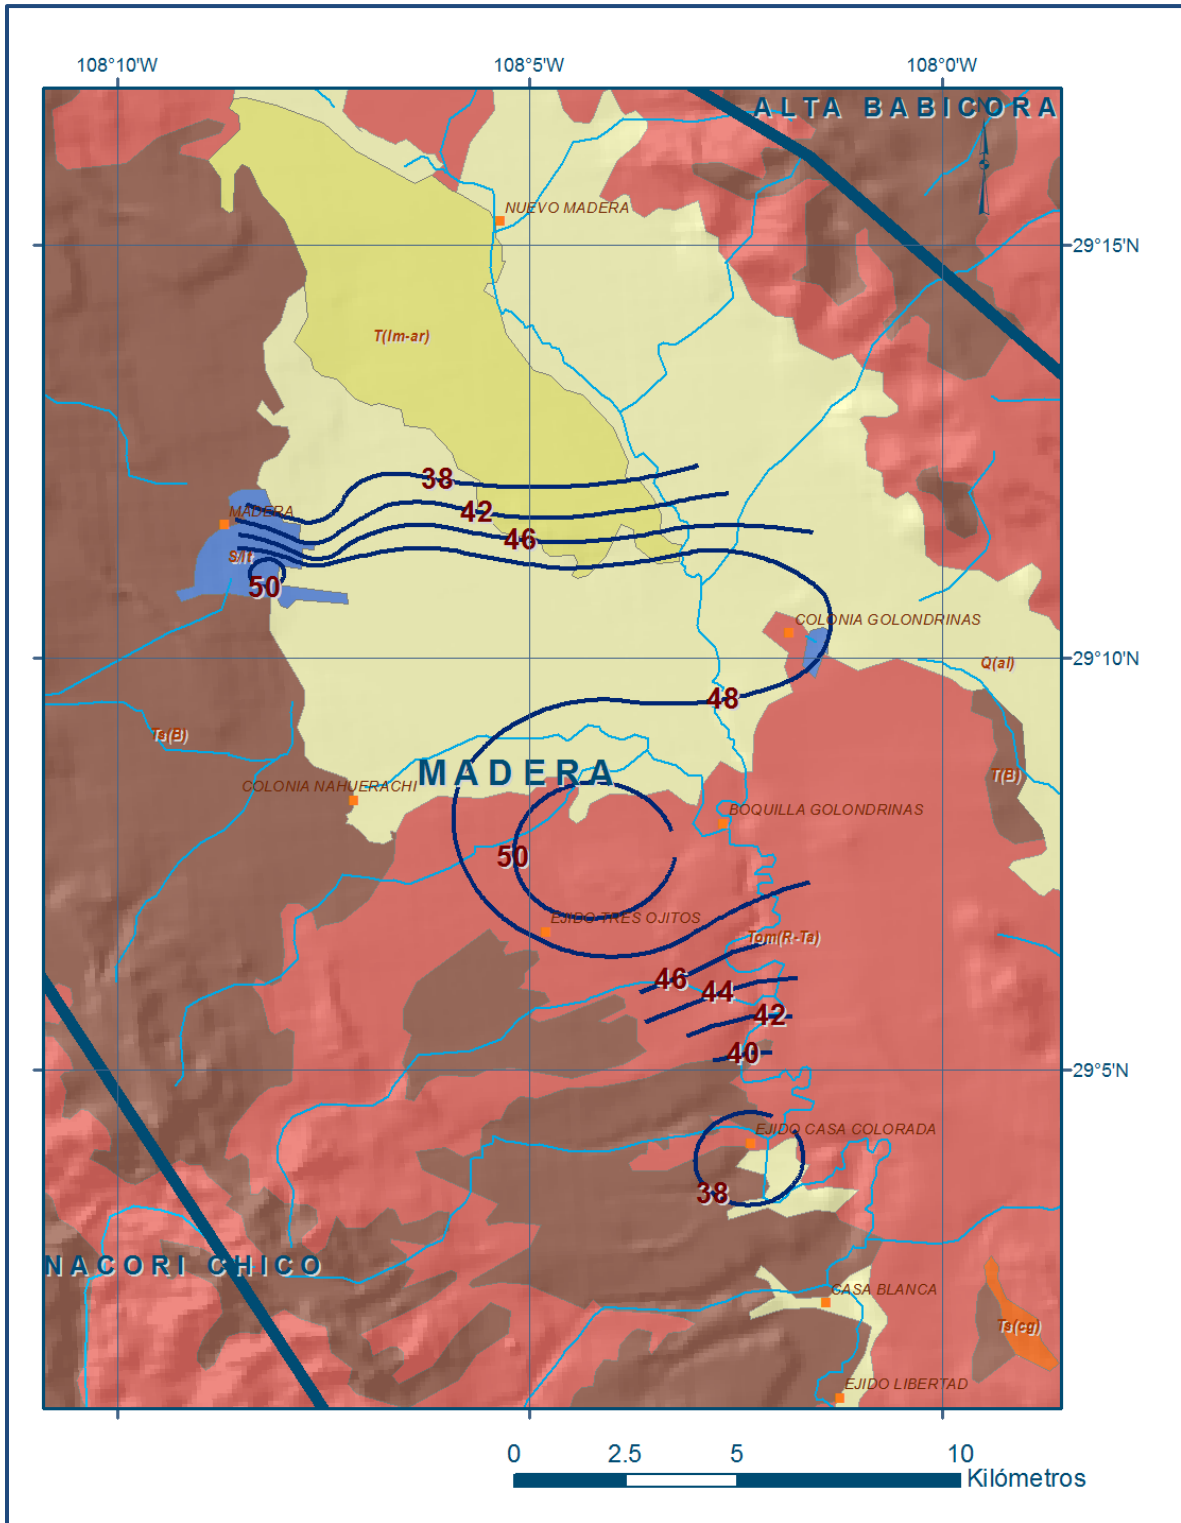 108°10'W 108°5'W 108°0'W
ALTA BABICORA
NUEVO MADERA
29°15'N
T(lm-ar)
38
42
MADERA
46
S/It
50
COLONIA GOLONDRINAS
29°10'N
Q(al)
48
Ts(B)
MADERA
T(B)
COLONIA NAHUERACHI
BOQUILLA GOLONDRINAS
50
EJIDO TRES OJITOS
Tom(R-Ta)
46
44
42
40
29°5'N
EJIDO CASA COLORADA
38
NACORI CHICO
CASA BLANCA
Ts(cg)
EJIDO LIBERTAD
0 2.5 5 10
Kilómetros